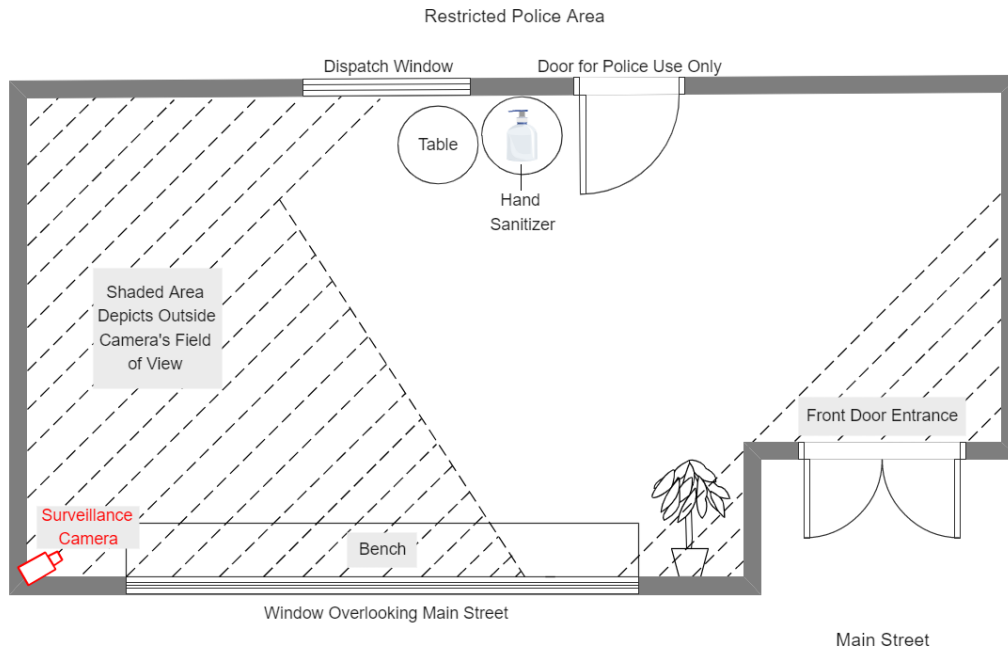 Restricted Police Area
Dispatch Window
Door for Police Use Only
Table
Hand
Sanitizer
Shaded Area
Depicts Outside
Camera's Field
of View
Front Door Entrance
Surveillance
Camera
Bench
Window Overlooking Main Street
Main Street